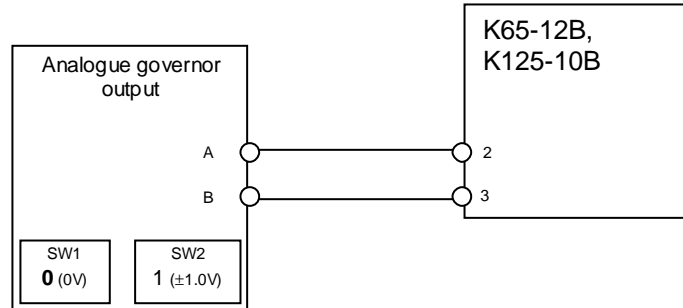 Analogue governor
output
A
B
SW1
0 (0V)
SW2
1 (±1.0V)
K65-12B,
K125-10B
2
3